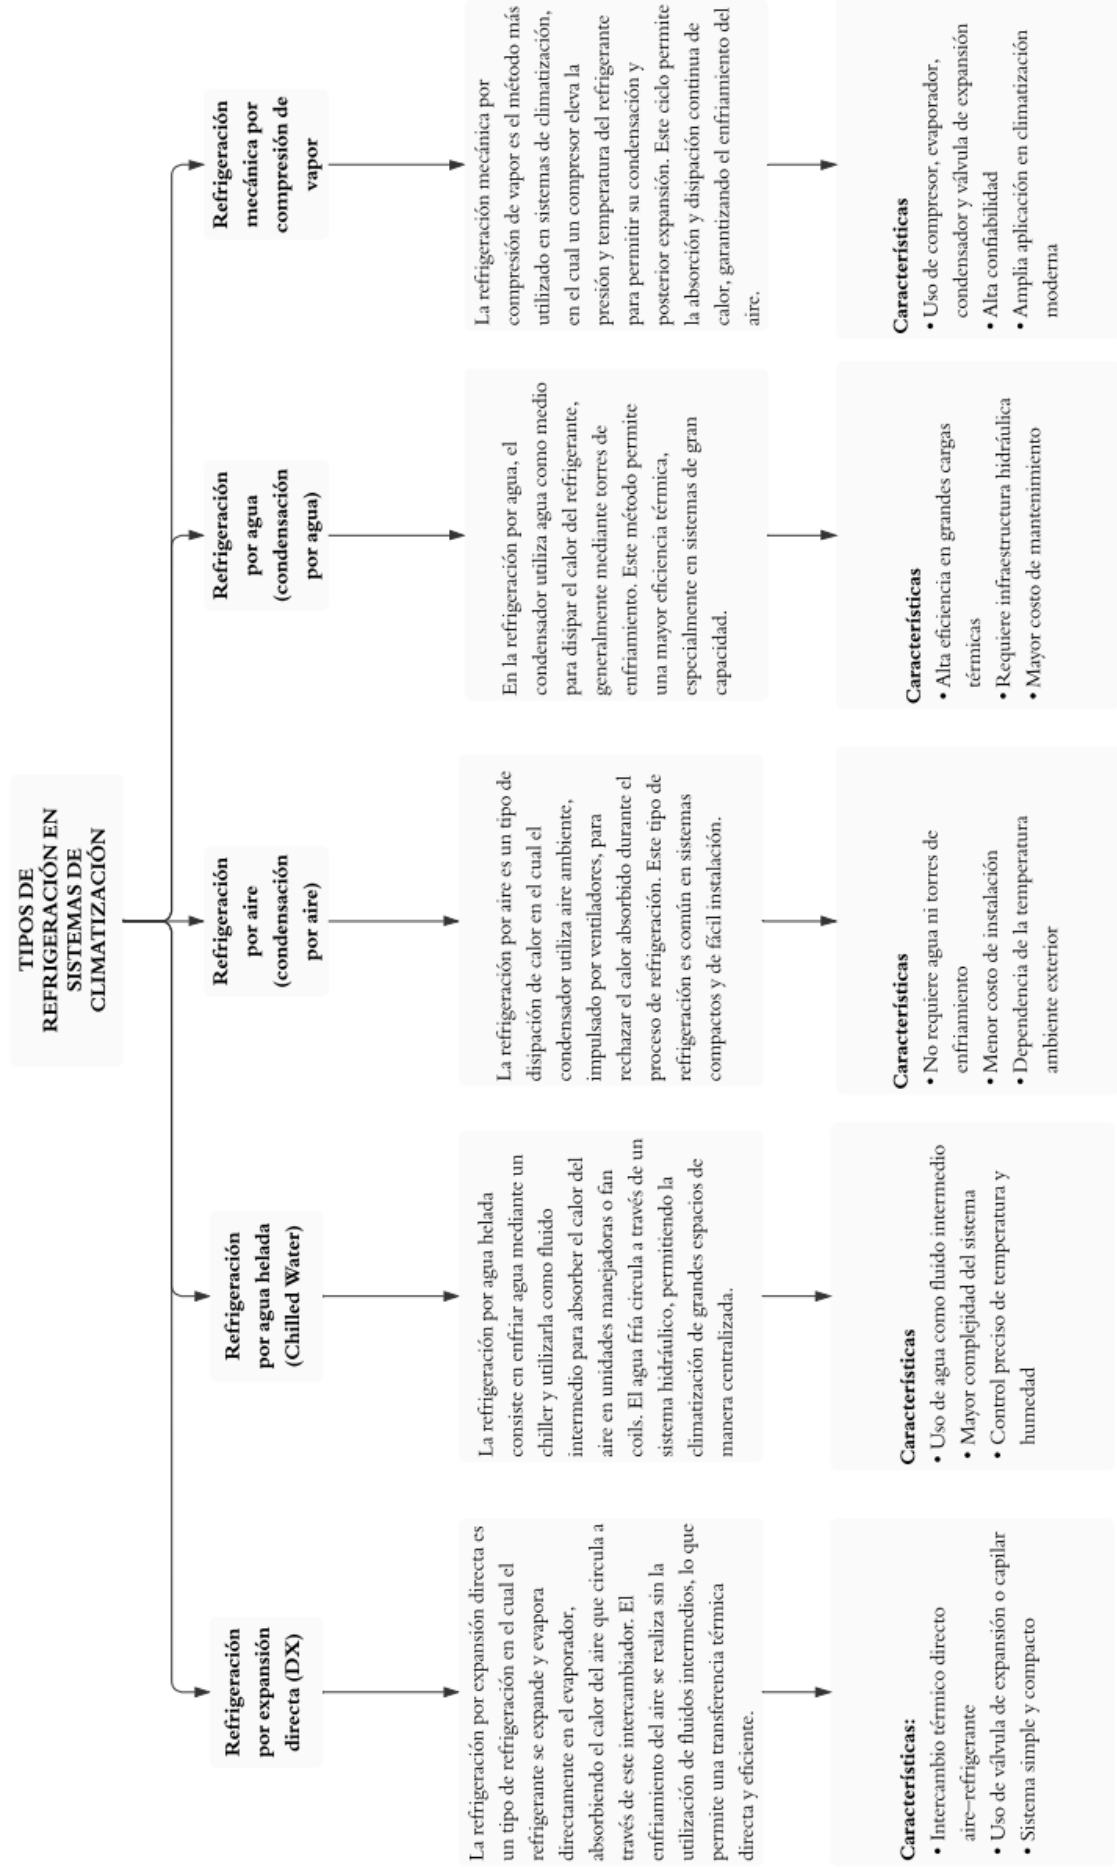 TIPOS DE
REFRIGERACIÓN EN
SISTEMAS DE
CLIMATIZACIÓN
Refrigeración
por expansión
directa (DX)
La refrigeración por expansión directa es
un tipo de refrigeración en el cual el
refrigerante se expande y evapora
directamente en el evaporador,
absorbiendo el calor del aire que circula a
través de este intercambiador. El
enfriamiento del aire se realiza sin la
utilización de fluidos intermedios, lo que
permite una transferencia térmica
directa y eficiente.
Características:
• Intercambio térmico directo
aire–refrigerante
• Uso de válvula de expansión o capilar
• Sistema simple y compacto
Refrigeración
por agua helada
(Chilled Water)
La refrigeración por agua helada
consiste en enfriar agua mediante un
chiller y utilizarla como fluido
intermedio para absorber el calor del
aire en unidades manejadoras o fan
coils. El agua fría circula a través de un
sistema hidráulico, permitiendo la
climatización de grandes espacios de
manera centralizada.
Características
• Uso de agua como fluido intermedio
• Mayor complejidad del sistema
• Control preciso de temperatura y
humedad
Refrigeración
por aire
(condensación
por aire)
La refrigeración por aire es un tipo de
disipación de calor en el cual el
condensador utiliza aire ambiente,
impulsado por ventiladores, para
rechazar el calor absorbido durante el
proceso de refrigeración. Este tipo de
refrigeración es común en sistemas
compactos y de fácil instalación.
Características
• No requiere agua ni torres de
enfriamiento
• Menor costo de instalación
• Dependencia de la temperatura
ambiente exterior
Refrigeración
por agua
(condensación
por agua)
En la refrigeración por agua, el
condensador utiliza agua como medio
para disipar el calor del refrigerante,
generalmente mediante torres de
enfriamiento. Este método permite
una mayor eficiencia térmica,
especialmente en sistemas de gran
capacidad.
Características
• Alta eficiencia en grandes cargas
térmicas
• Requiere infraestructura hidráulica
• Mayor costo de mantenimiento
Refrigeración
mecánica por
compresión de
vapor
La refrigeración mecánica por
compresión de vapor es el método más
utilizado en sistemas de climatización,
en el cual un compresor eleva la
presión y temperatura del refrigerante
para permitir su condensación y
posterior expansión. Este ciclo permite
la absorción y disipación continua de
calor, garantizando el enfriamiento del
aire.
Características
• Uso de compresor, evaporador,
condensador y válvula de expansión
• Alta confiabilidad
• Amplia aplicación en climatización
moderna